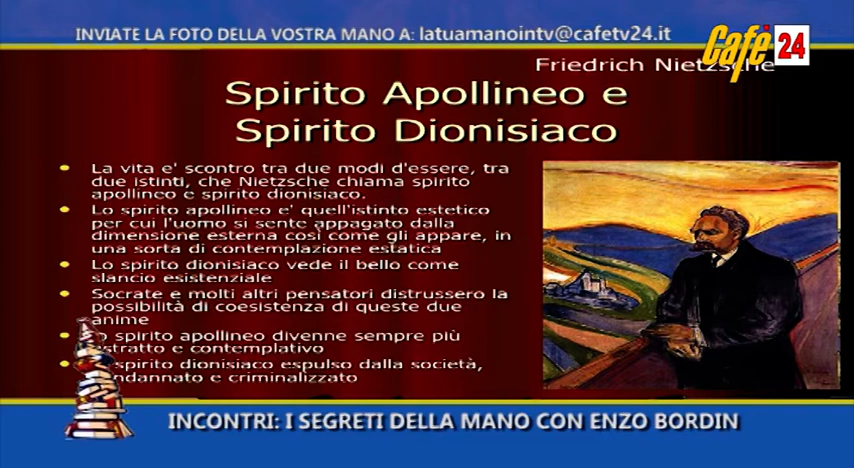 INVIATE LA FOTO DELLA VOSTRA MANO A: latuamanointv@cafetv24.it
Cafè 24
Friedrich Nietzsche
Spirito Apollineo e
Spirito Dionisiaco
La vita e' scontro tra due modi d'essere, tra
due istinti, che Nietzsche chiama spirito
apollineo e spirito dionisiaco.
Lo spirito apollineo e' quell'istinto estetico
per cui l'uomo si sente appagato dalla
dimensione esterna così come gli appare, in
una sorta di contemplazione estatica
Lo spirito dionisiaco vede il bello come
slancio esistenziale
Socrate e molti altri pensatori distrussero la
possibilità di coesistenza di queste due
anime
spirito apollineo divenne sempre più
stratto e contemplativo
spirito dionisiaco espulso dalla società,
ndannato e criminalizzato
INCONTRI: I SEGRETI DELLA MANO CON ENZO BORDIN